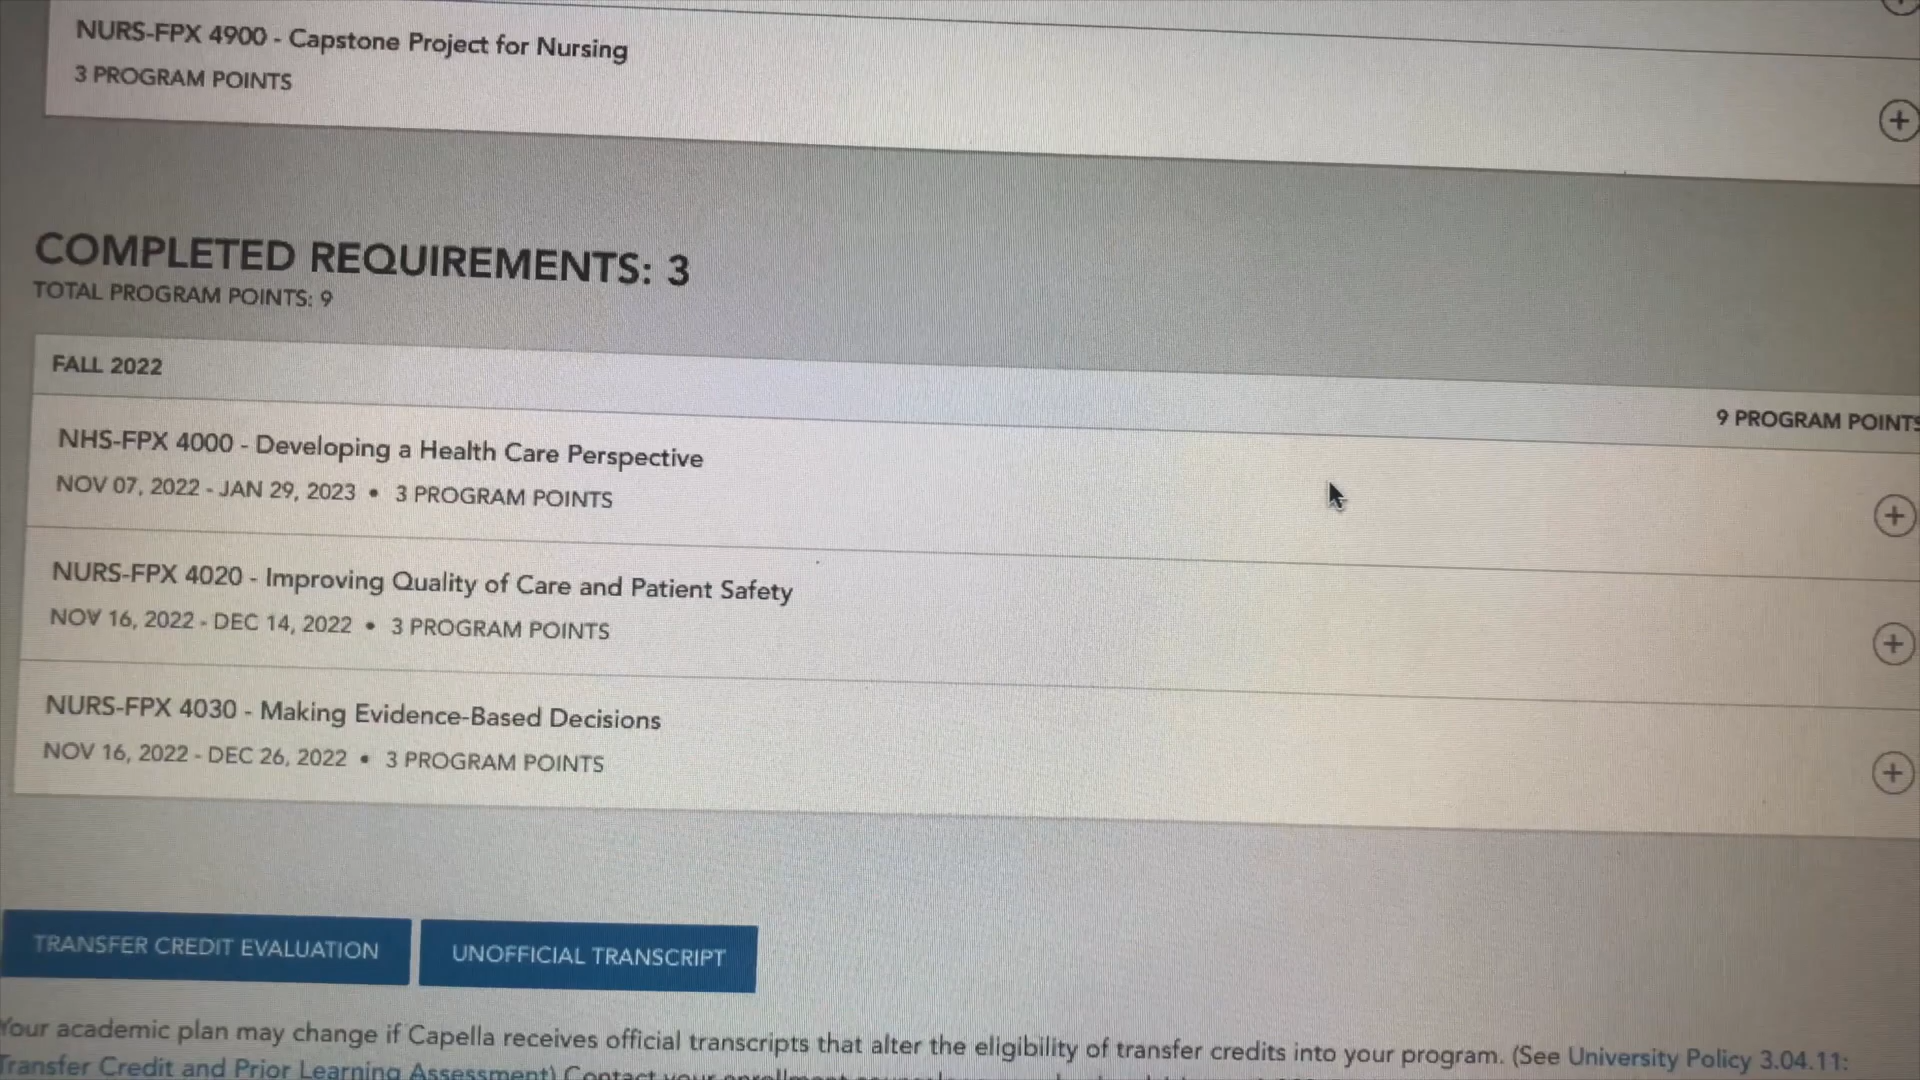 NURS-FPX 4900 - Capstone Project for Nursing
3 PROGRAM POINTS
COMPLETED REQUIREMENTS: 3
TOTAL PROGRAM POINTS: 9
FALL 2022
9 PROGRAM POINTS
NHS-FPX 4000 - Developing a Health Care Perspective
NOV 07, 2022 - JAN 29, 2023 • 3 PROGRAM POINTS
NURS-FPX 4020 - Improving Quality of Care and Patient Safety
NOV 16, 2022 - DEC 14, 2022 • 3 PROGRAM POINTS
NURS-FPX 4030 - Making Evidence-Based Decisions
NOV 16, 2022 - DEC 26, 2022 • 3 PROGRAM POINTS
TRANSFER CREDIT EVALUATION
UNOFFICIAL TRANSCRIPT
Your academic plan may change if Capella receives official transcripts that alter the eligibility of transfer credits into your program. (See University Policy 3.04.11:
Transfer Credit and Prior Learning Assessment) Contact your